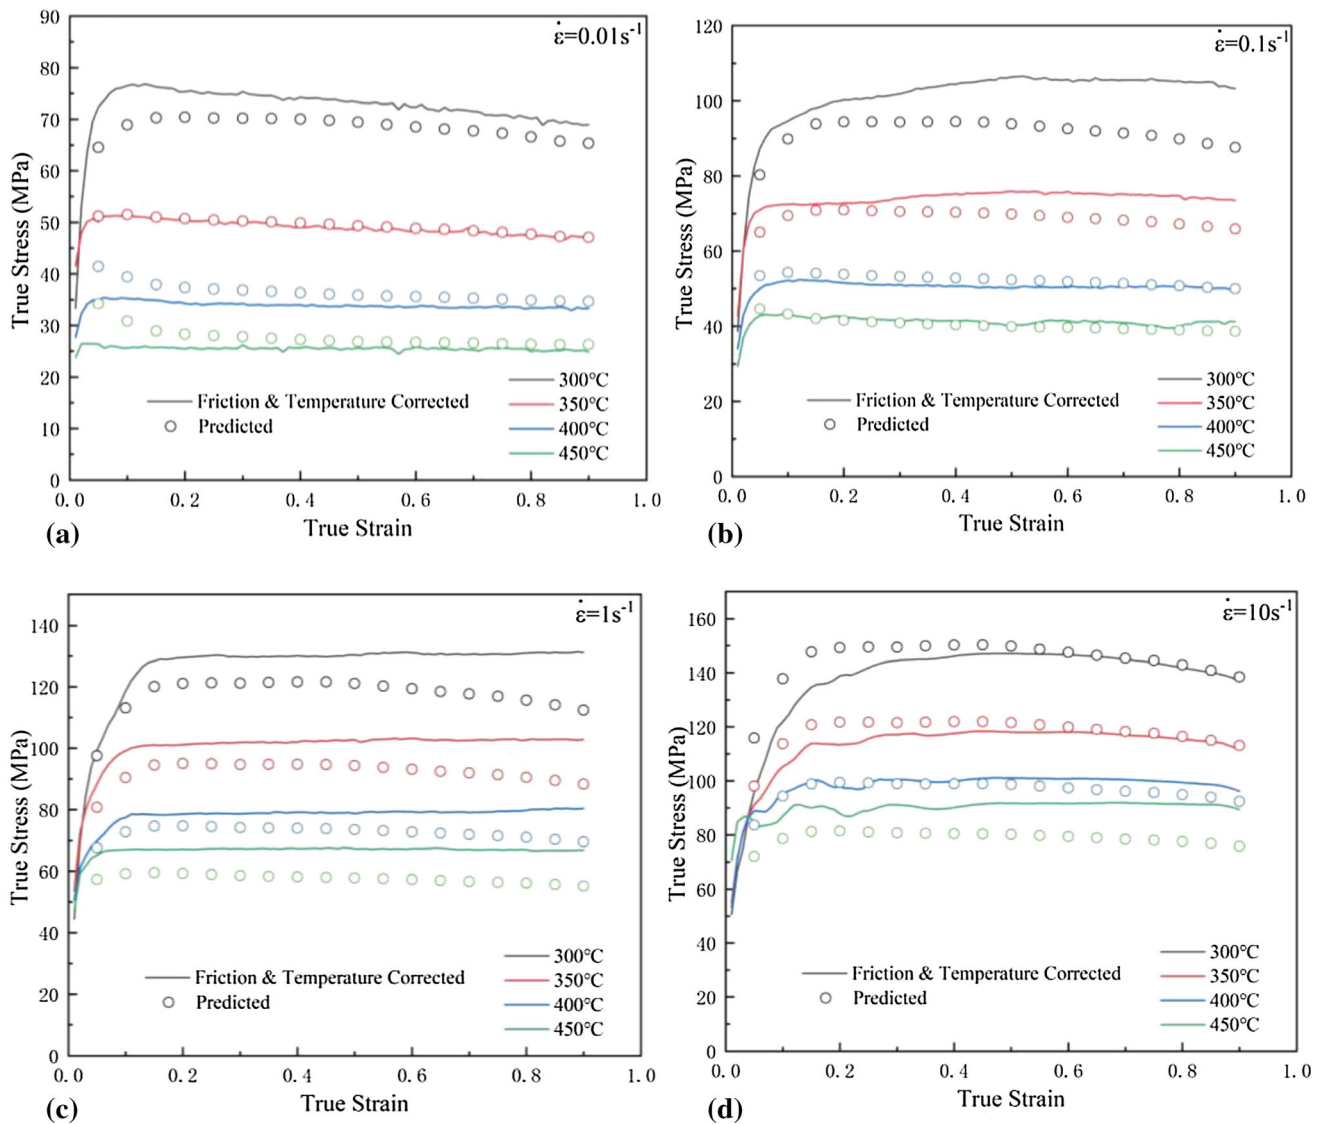 ε̇=0.01s⁻¹
True Stress (MPa)
90
80
70
60
50
40
30
20
10
0
Friction & Temperature Corrected
Predicted
300℃
350℃
400℃
450℃
0.0 0.2 0.4 0.6 0.8 1.0
True Strain
(a)
ε̇=0.1s⁻¹
True Stress (MPa)
120
100
80
60
40
20
0
Friction & Temperature Corrected
Predicted
300℃
350℃
400℃
450℃
0.0 0.2 0.4 0.6 0.8 1.0
True Strain
(b)
ε̇=1s⁻¹
True Stress (MPa)
140
120
100
80
60
40
20
0
Friction & Temperature Corrected
Predicted
300℃
350℃
400℃
450℃
0.0 0.2 0.4 0.6 0.8 1.0
True Strain
(c)
ε̇=10s⁻¹
True Stress (MPa)
160
140
120
100
80
60
40
20
0
Friction & Temperature Corrected
Predicted
300℃
350℃
400℃
450℃
0.0 0.2 0.4 0.6 0.8 1.0
True Strain
(d)